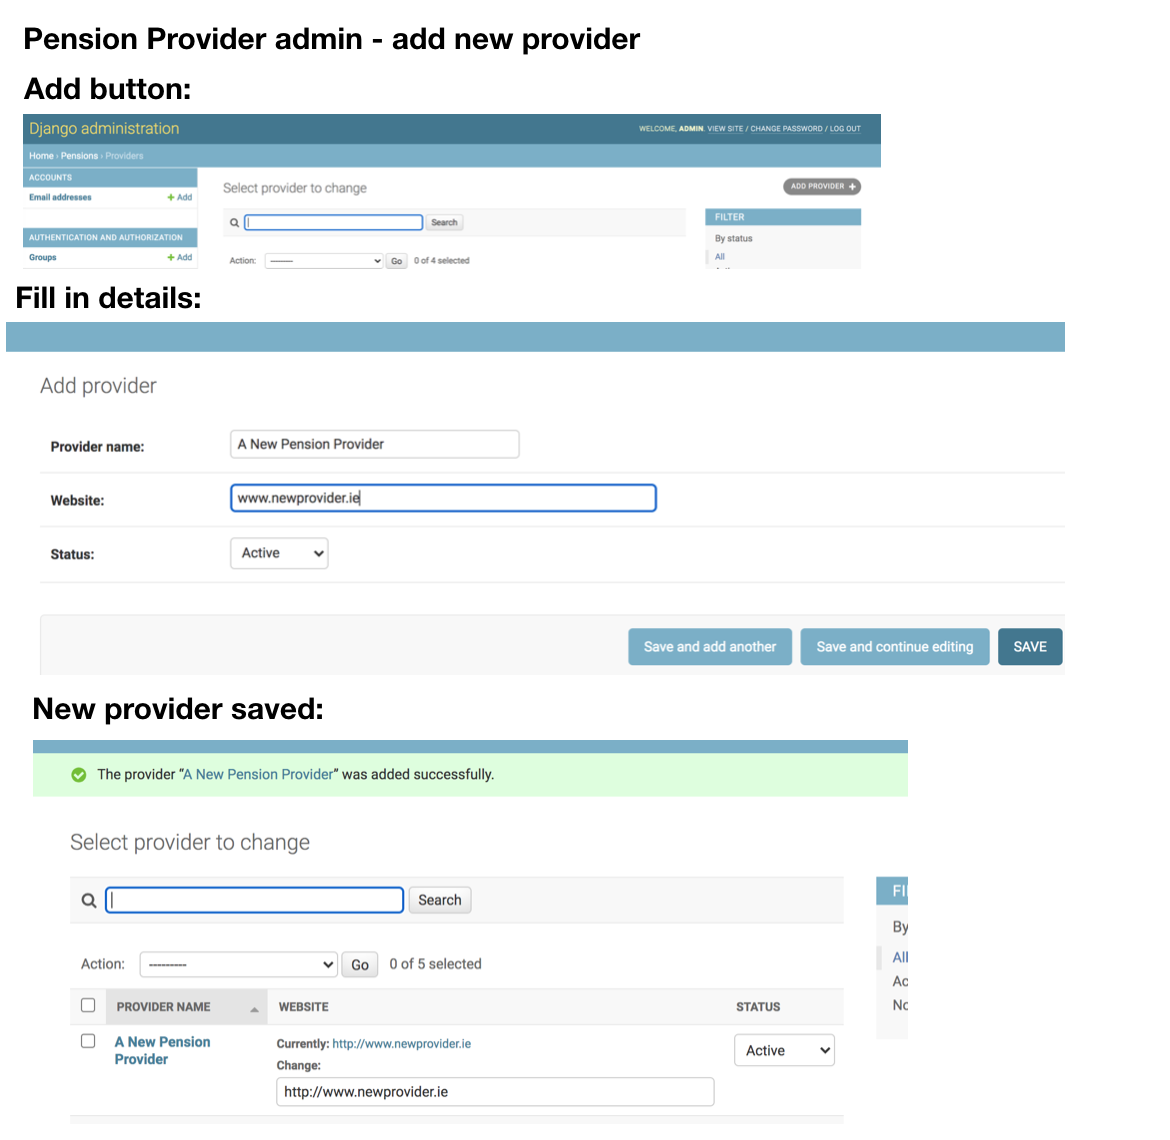 Pension Provider admin - add new provider
Add button:
Django administration
WELCOME, ADMIN. VIEW SITE / CHANGE PASSWORD / LOG OUT
Home › Pensions › Providers
ACCOUNTS
Email addresses + Add
AUTHENTICATION AND AUTHORIZATION
Groups + Add
Select provider to change
ADD PROVIDER +
Search
Action: -------- Go 0 of 4 selected
FILTER
By status
All
Fill in details:
Add provider
Provider name: A New Pension Provider
Website: www.newprovider.ie
Status: Active
Save and add another Save and continue editing SAVE
New provider saved:
The provider “A New Pension Provider” was added successfully.
Select provider to change
Search
Action: --------- Go 0 of 5 selected
PROVIDER NAME WEBSITE STATUS
A New Pension
Provider
Currently: http://www.newprovider.ie
Change:
http://www.newprovider.ie
Active
FI
By
All
Ac
No